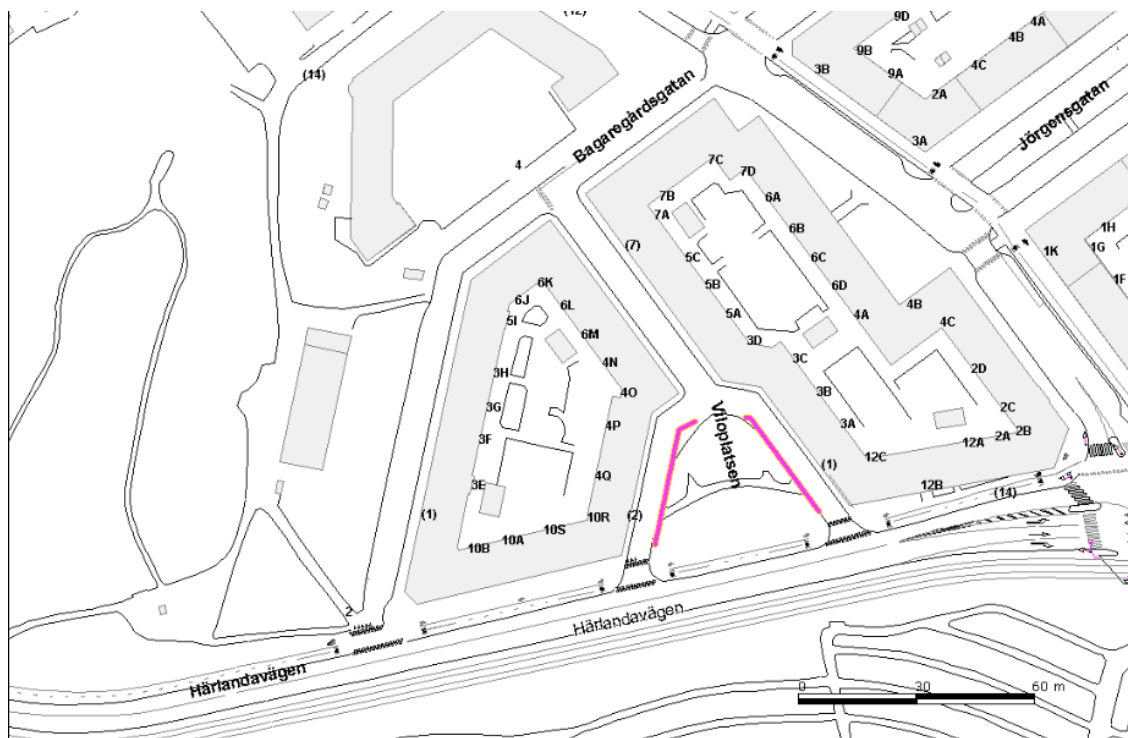 (12)
9D
4A
4B
9B
4C
3B
9A
2A
(14)
3A
Bagaregårdsgatan
Jörgensgatan
4
7C
7D
7B
6A
7A
6B
1H
1G
1K
(7)
5C
6C
1F
5B
6D
6K
6J
6L
5A
4A
4B
5I
4C
6M
3D
3C
4N
2D
3H
4O
3B
3G
2C
Viloplatsen
4P
3A
2B
2A
3F
12A
12C
(1)
4Q
3E
12B
(14)
(1)
10R
(2)
10S
10A
10B
2
Härlandavägen
Härlandavägen
0 30 60 m